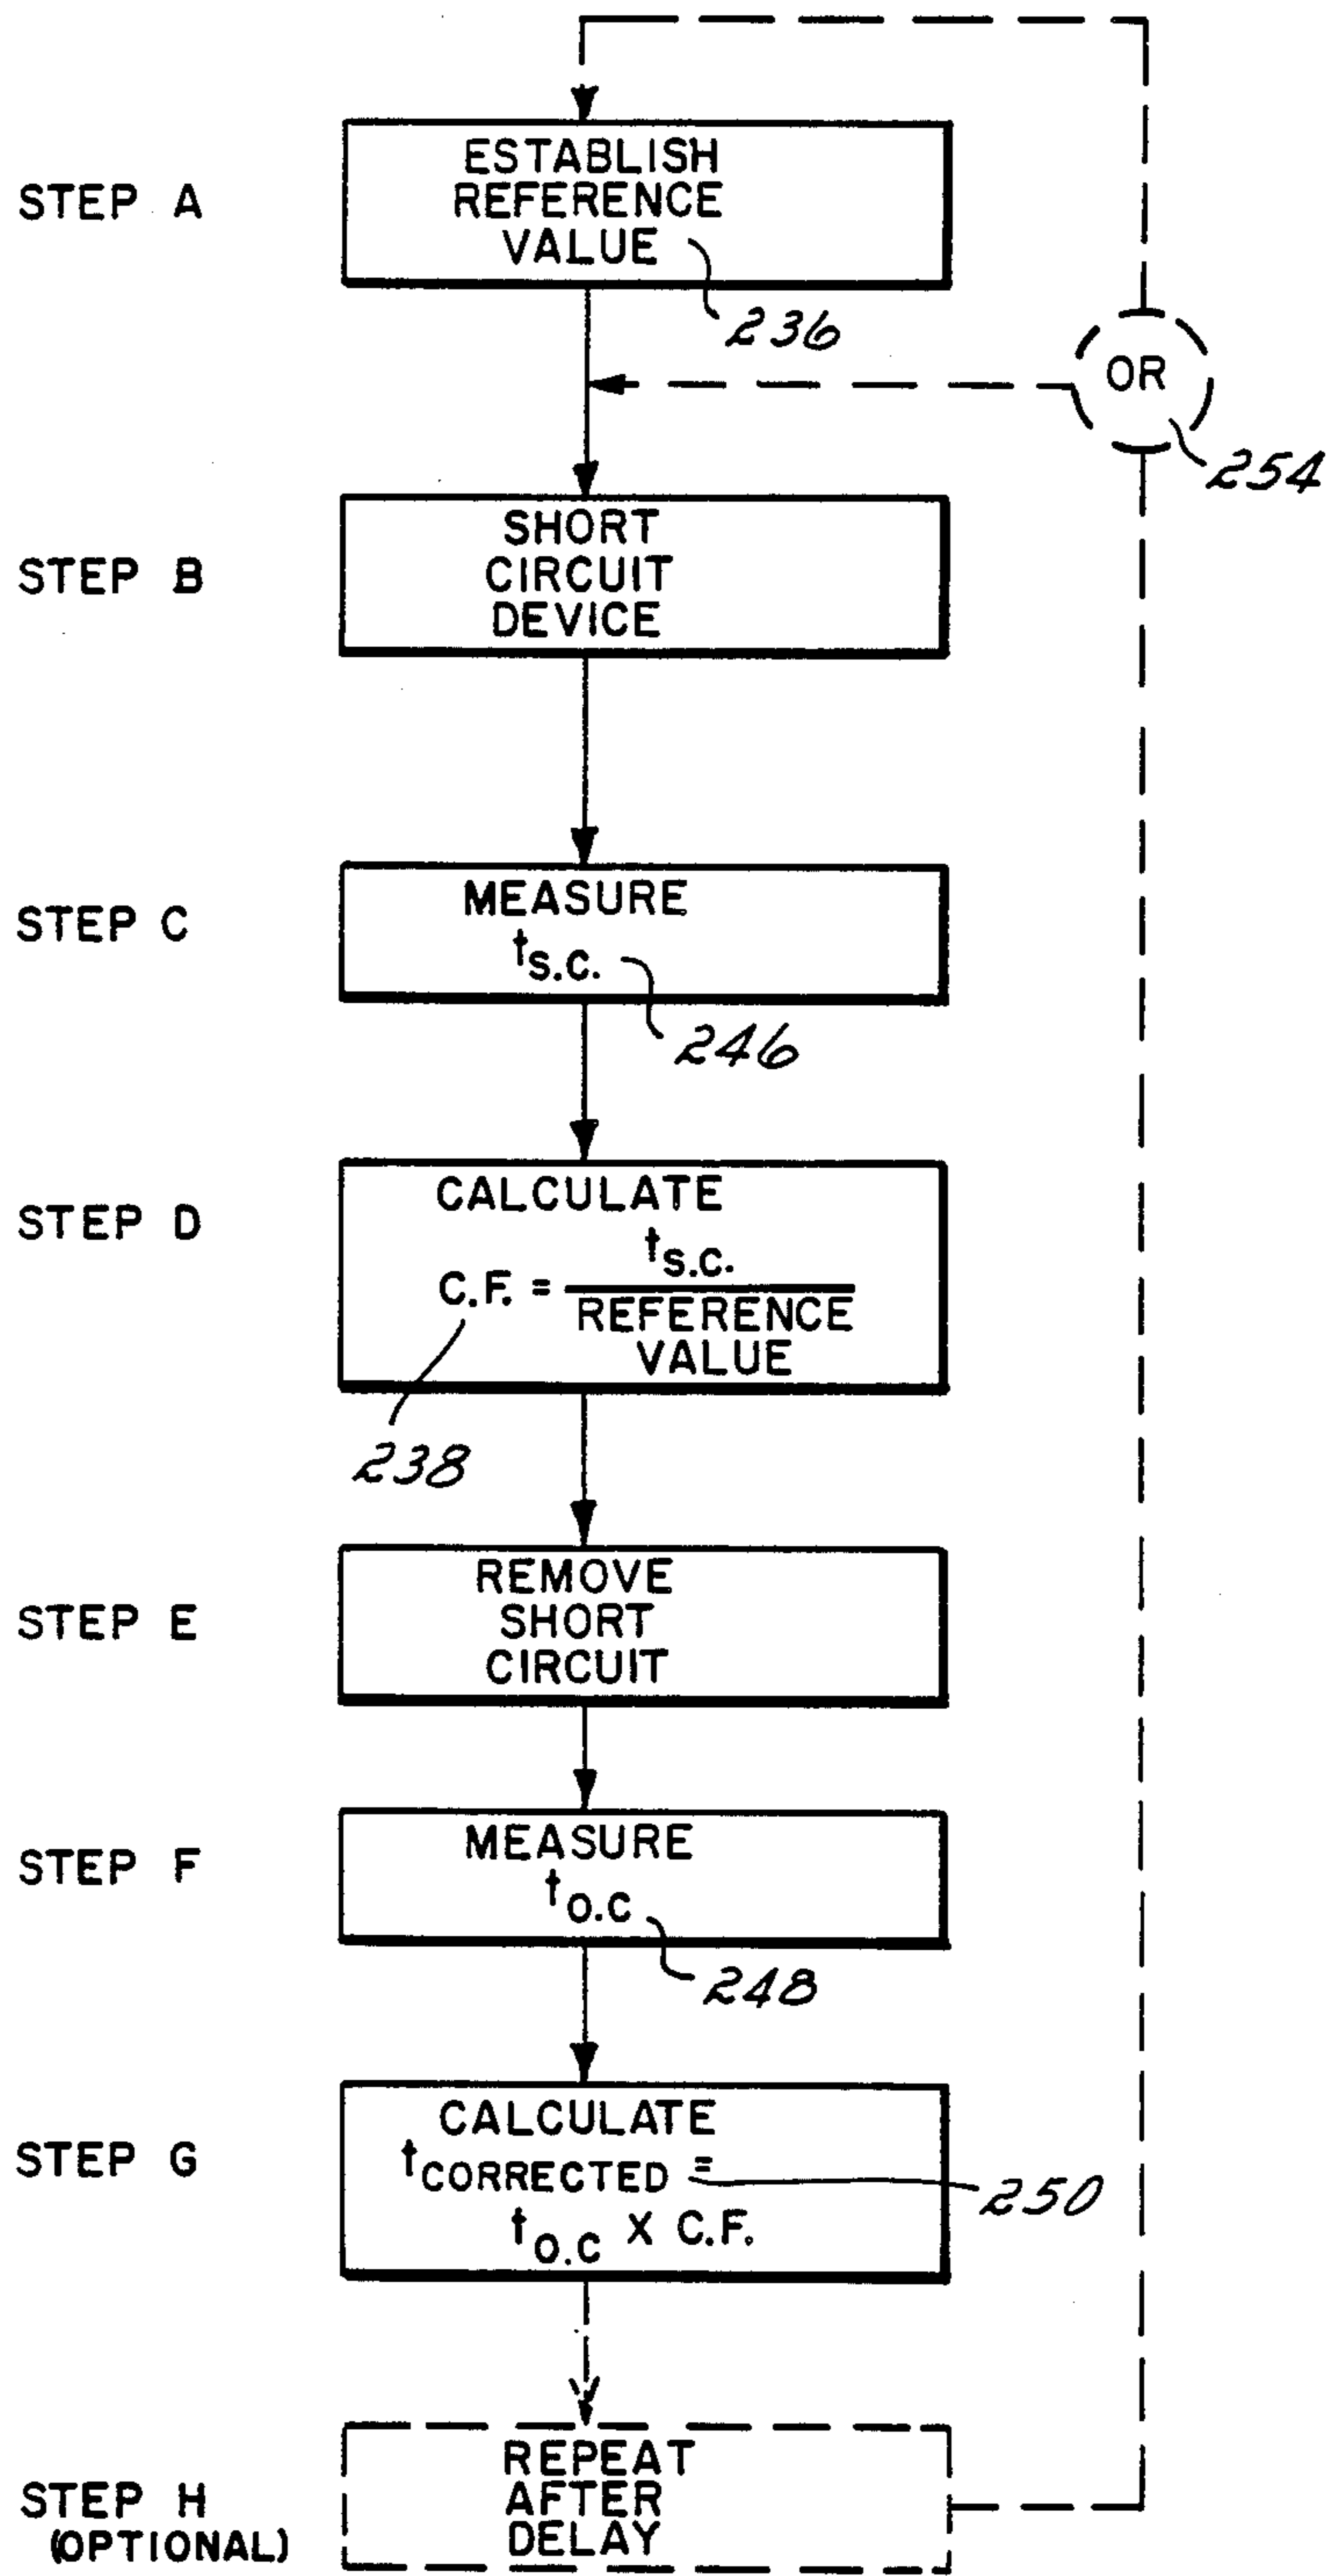 STEP A
ESTABLISH
REFERENCE
VALUE
236
OR
254
STEP B
SHORT
CIRCUIT
DEVICE
STEP C
MEASURE
ts.c.
246
STEP D
CALCULATE
ts.c.
C.F. =
REFERENCE
VALUE
238
STEP E
REMOVE
SHORT
CIRCUIT
STEP F
MEASURE
to.c
248
STEP G
CALCULATE
tCORRECTED =
to.c X C.F.
250
STEP H
(OPTIONAL)
REPEAT
AFTER
DELAY